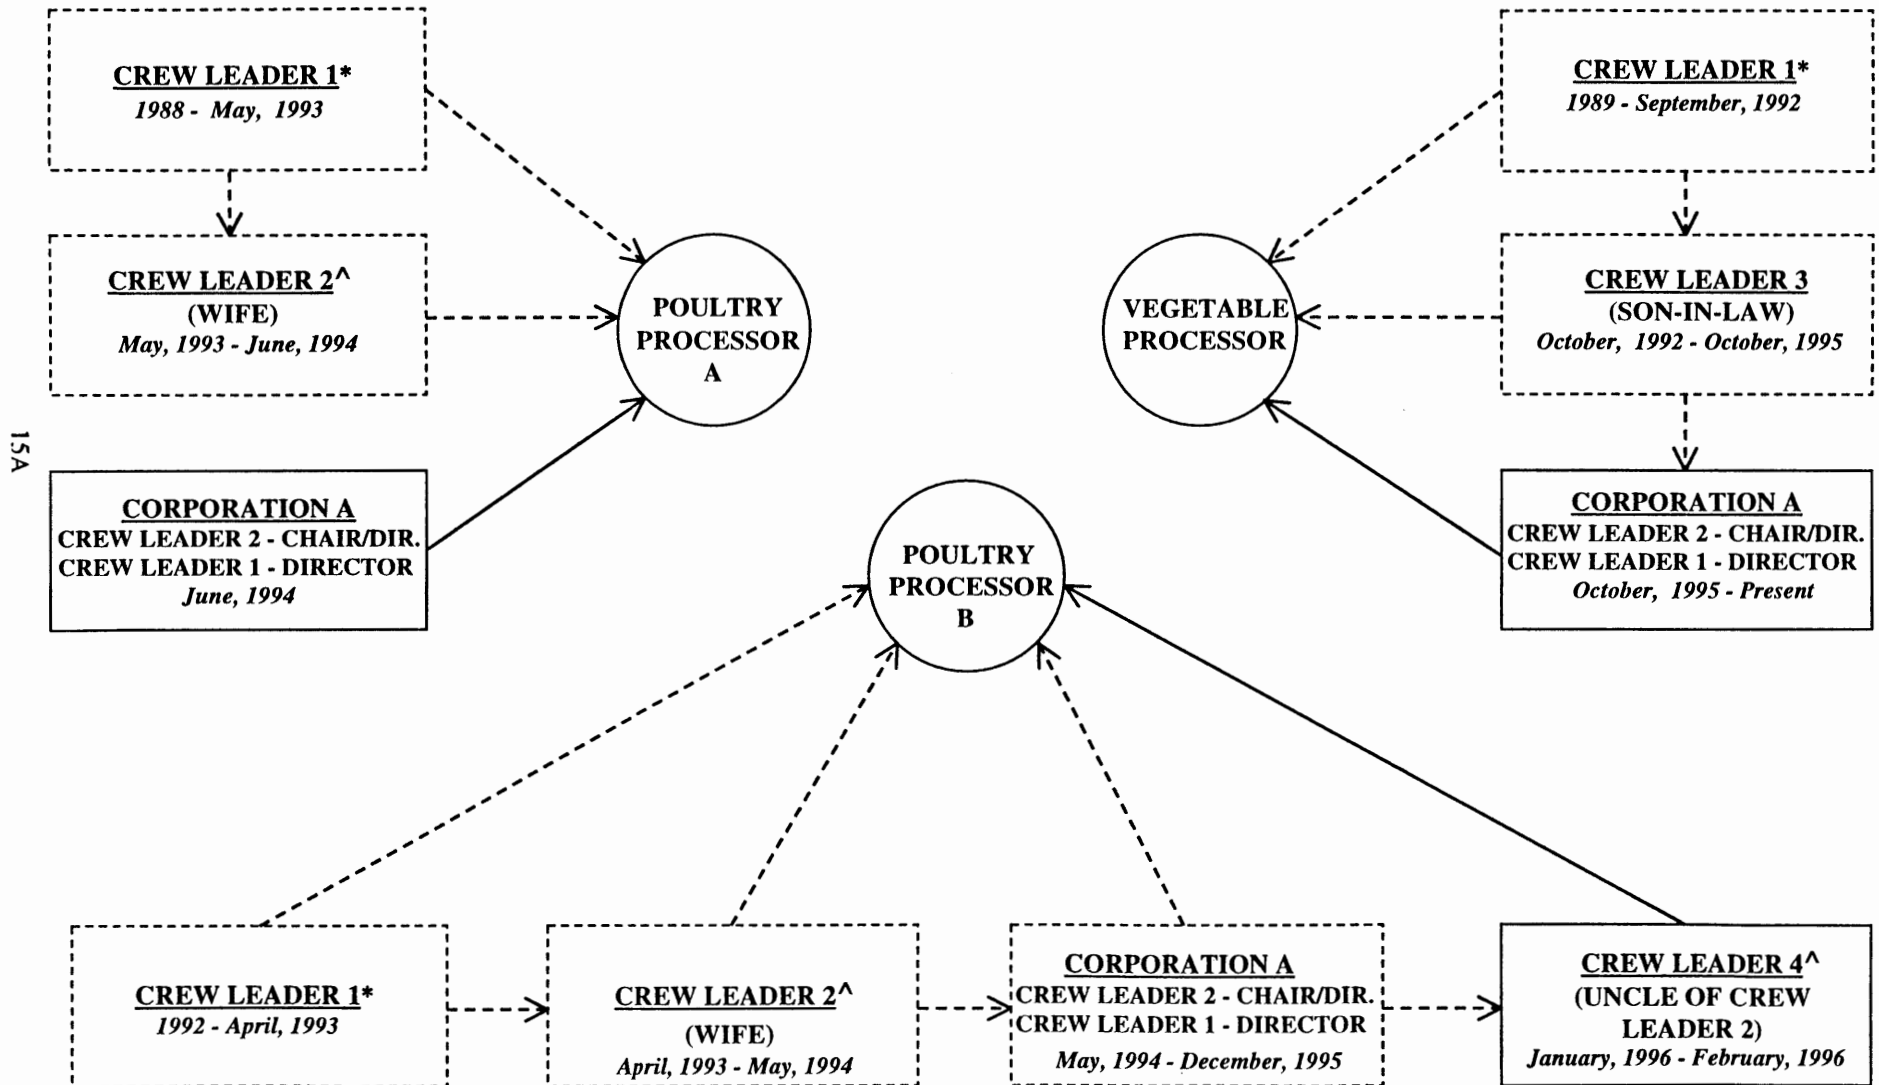 CREW LEADER 1*
1988 - May, 1993
CREW LEADER 2^
(WIFE)
May, 1993 - June, 1994
CORPORATION A
CREW LEADER 2 - CHAIR/DIR.
CREW LEADER 1 - DIRECTOR
June, 1994
POULTRY
PROCESSOR
A
VEGETABLE
PROCESSOR
CREW LEADER 1*
1989 - September, 1992
CREW LEADER 3
(SON-IN-LAW)
October, 1992 - October, 1995
CORPORATION A
CREW LEADER 2 - CHAIR/DIR.
CREW LEADER 1 - DIRECTOR
October, 1995 - Present
15A
POULTRY
PROCESSOR
B
CREW LEADER 1*
1992 - April, 1993
CREW LEADER 2^
(WIFE)
April, 1993 - May, 1994
CORPORATION A
CREW LEADER 2 - CHAIR/DIR.
CREW LEADER 1 - DIRECTOR
May, 1994 - December, 1995
CREW LEADER 4^
(UNCLE OF CREW
LEADER 2)
January, 1996 - February, 1996